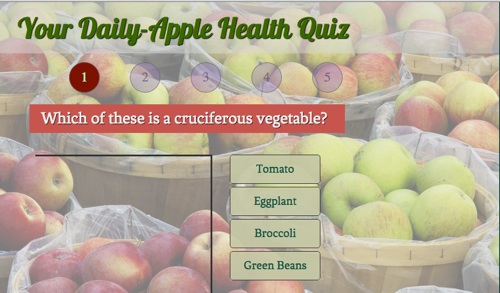 Your Daily-Apple Health Quiz
1 2 3 4 5
Which of these is a cruciferous vegetable?
Tomato
Eggplant
Broccoli
Green Beans